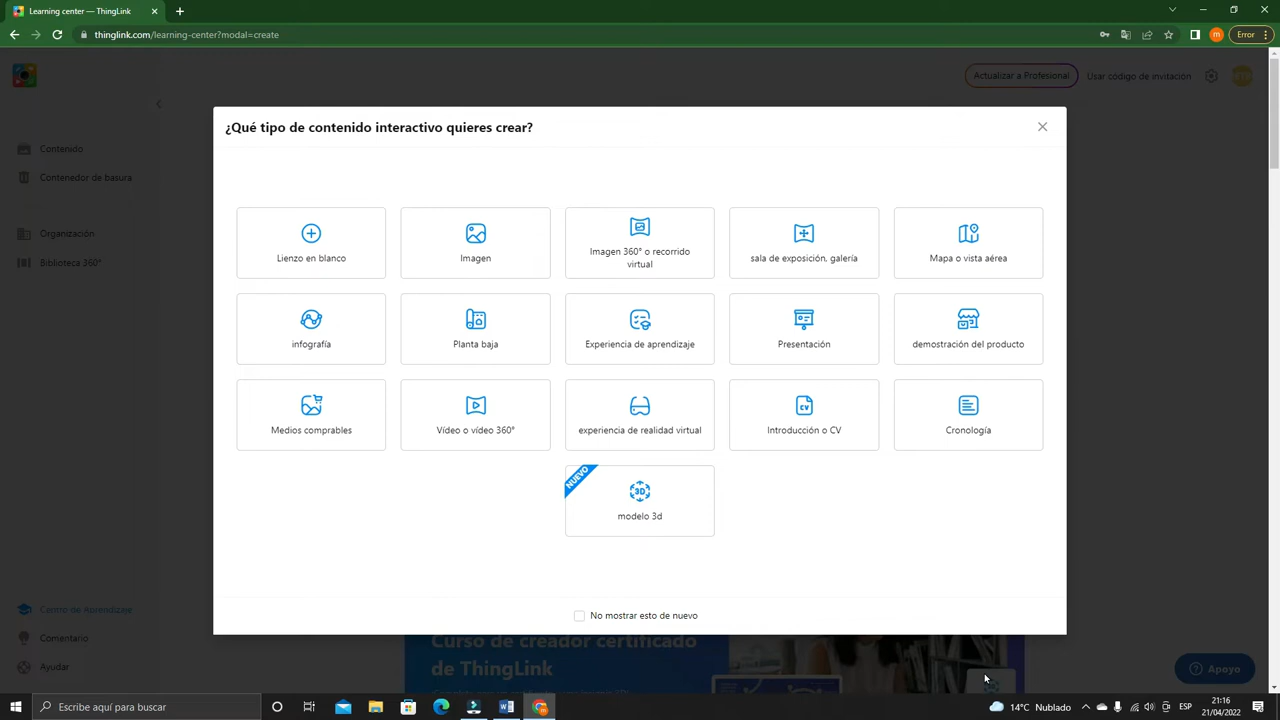 Learning center — ThingLink
thinglink.com/learning-center?modal=create
Error
Actualizar a Profesional
Usar código de invitación
Contenido
Contenedor de basura
Organización
Biblioteca 360°
¿Qué tipo de contenido interactivo quieres crear?
Lienzo en blanco
Imagen
Imagen 360° o recorrido
virtual
sala de exposición, galería
Mapa o vista aérea
infografía
Planta baja
Experiencia de aprendizaje
Presentación
demostración del producto
Medios comprables
Vídeo o vídeo 360°
experiencia de realidad virtual
CV
Introducción o CV
Cronología
NUEVO
3D
modelo 3d
No mostrar esto de nuevo
Centro de Aprendizaje
Comentario
Ayudar
Curso de creador certificado
de ThingLink
Apoyo
Escribe aquí para buscar
14°C Nublado
ESP
21:16
21/04/2022